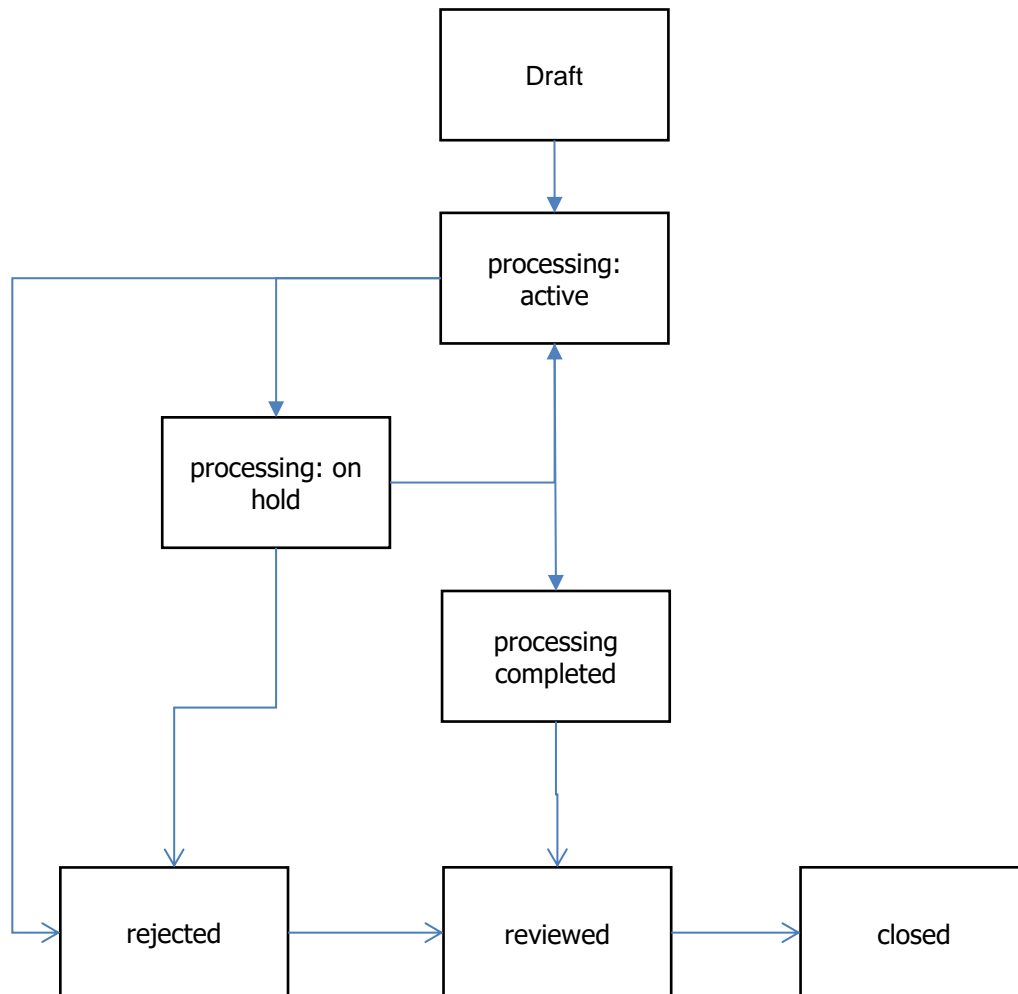 Draft
processing:
active
processing: on
hold
processing
completed
rejected
reviewed
closed